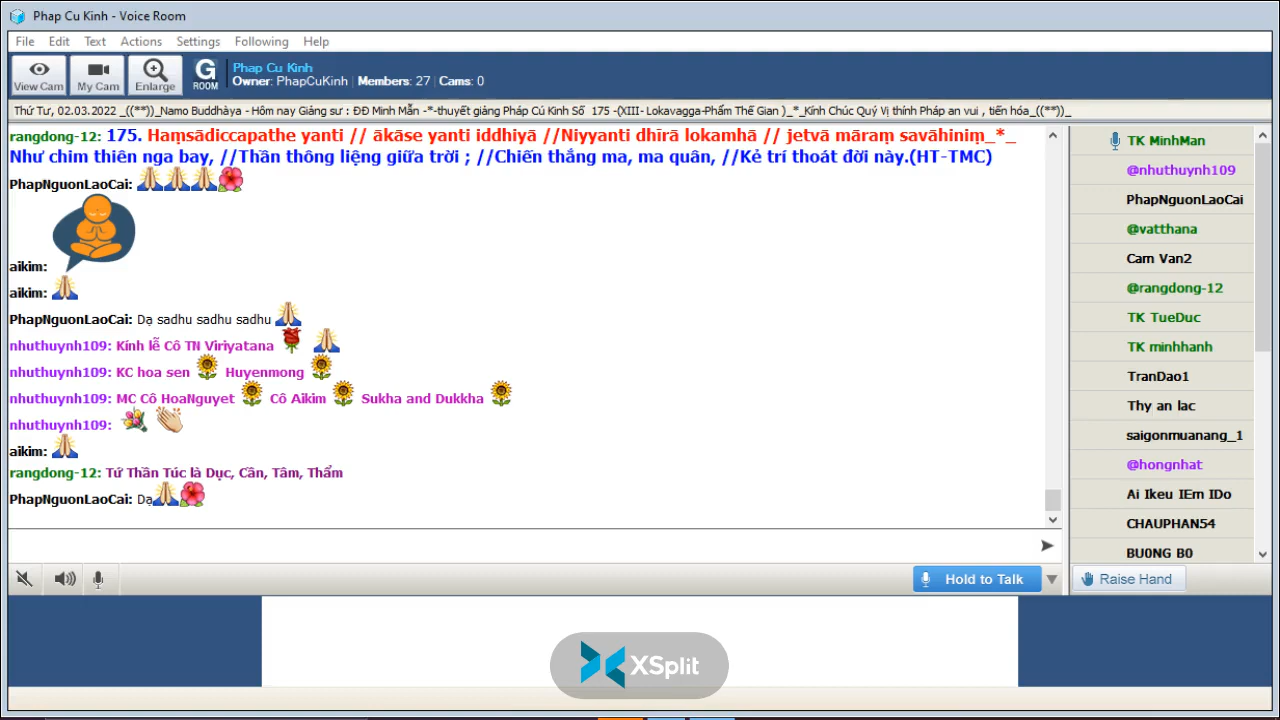 Phap Cu Kinh - Voice Room
File Edit Text Actions Settings Following Help
View Cam My Cam Enlarge G ROOM
Phap Cu Kinh
Owner: PhapCuKinh Members: 27 Cams: 0
Thứ Tư, 02.03.2022 _((**))_Namo Buddhàya - Hôm nay Giảng sư : ĐĐ Minh Mẫn -*-thuyết giảng Pháp Cú Kinh Số 175 -(XIII- Lokavagga-Phẩm Thế Gian )_*_Kính Chúc Quý Vị thính Pháp an vui , tiến hóa_((**))_
rangdong-12: 175. Haṃsādiccapathe yanti // ākāse yanti iddhiyā //Niyyanti dhīrā lokamhā // jetvā māraṃ savāhiniṃ_*_
Như chim thiên nga bay, //Thần thông liệng giữa trời ; //Chiến thắng ma, ma quân, //Kẻ trí thoát đời này.(HT-TMC)
PhapNguonLaoCai:
aikim:
aikim:
PhapNguonLaoCai: Dạ sadhu sadhu sadhu
nhuthuynh109: Kính lễ Cô TN Viriyatana
nhuthuynh109: KC hoa sen Huyenmong
nhuthuynh109: MC Cô HoaNguyet Cô Aikim Sukha and Dukkha
nhuthuynh109:
aikim:
rangdong-12: Tứ Thần Túc là Dục, Cần, Tâm, Thẩm
PhapNguonLaoCai: Dạ
TK MinhMan
@nhuthuynh109
PhapNguonLaoCai
@vatthana
Cam Van2
@rangdong-12
TK TueDuc
TK minhhanh
TranDao1
Thy an lac
saigonmuanang_1
@hongnhat
Ai Ikeu IEm IDo
CHAUPHAN54
BU0NG B0
Hold to Talk
Raise Hand
XSplit